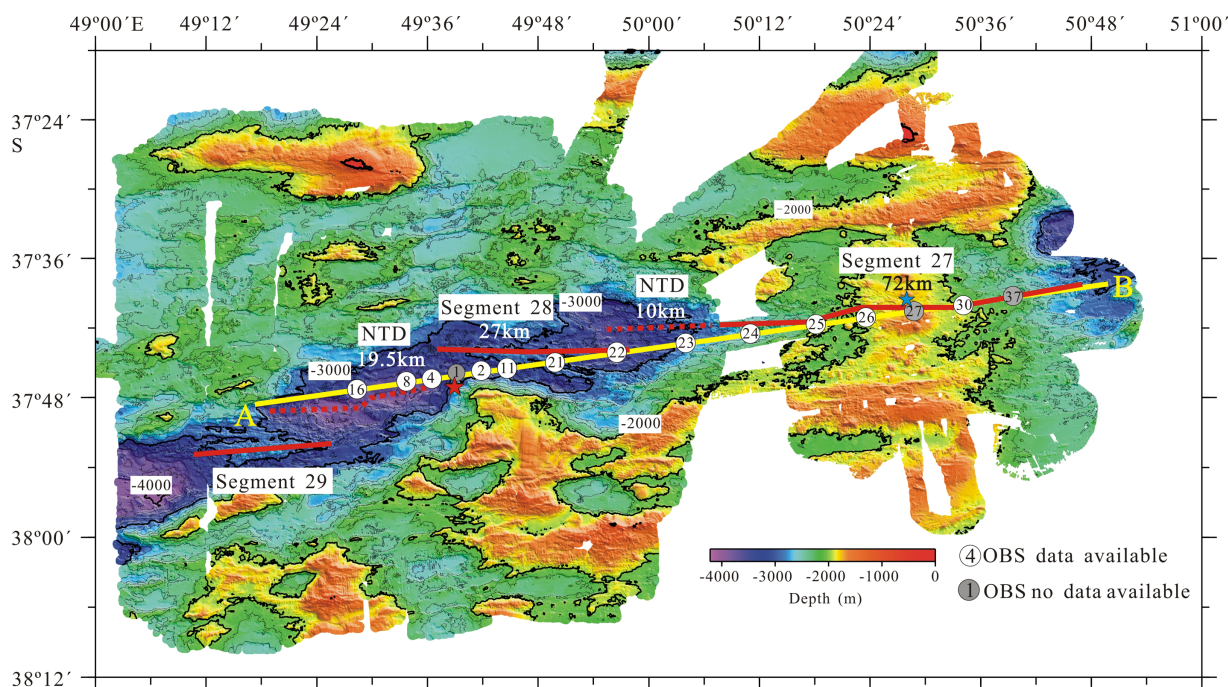 49°00´ E 49°12´ 49°24´ 49°36´ 49°48´ 50°00´ 50°12´ 50°24´ 50°36´ 50°48´ 51°00´
37°24´
S
-2000
37°36´
Segment 27
72km
B
37
30
27
26
25
24
NTD
10km
-3000
Segment 28
27km
NTD
19.5km
-3000
23
22
21
11
2
1
4
8
16
37°48´
A
-2000
Segment 29
-4000
38°00´
4 OBS data available
1 OBS no data available
-4000 -3000 -2000 -1000 0
Depth (m)
38°12´